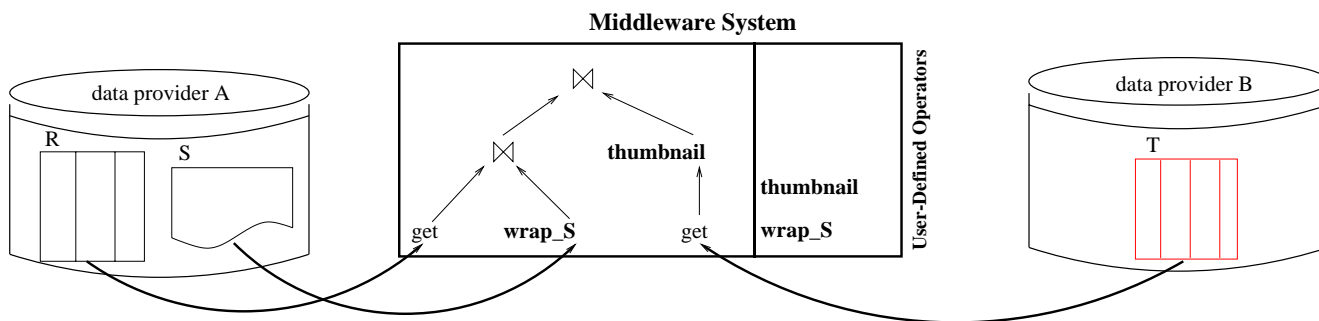 Middleware System
data provider A
R
S
thumbnail
get
wrap_S
get
thumbnail
wrap_S
User-Defined Operators
data provider B
T